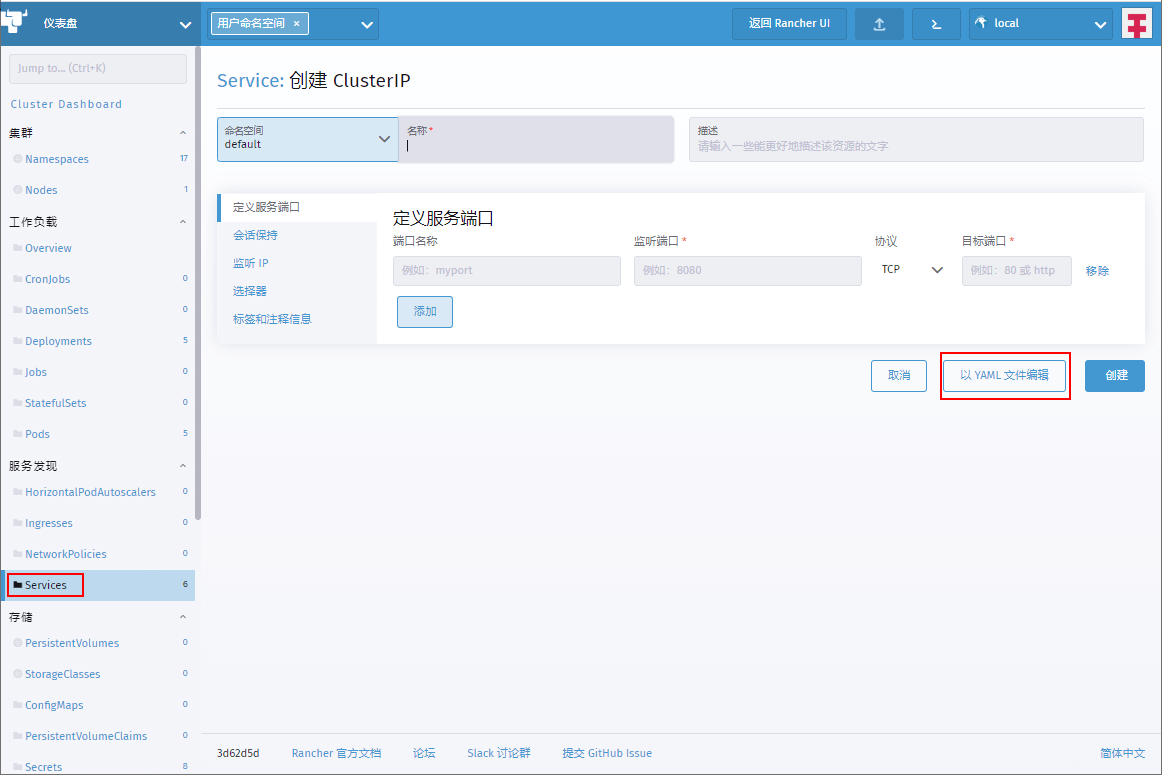 仪表盘
用户命名空间 ×
返回 Rancher UI
local
Jump to... (Ctrl+K)
Cluster Dashboard
集群
Namespaces 17
Nodes 1
工作负载
Overview
CronJobs 0
DaemonSets 0
Deployments 5
Jobs 0
StatefulSets 0
Pods 5
服务发现
HorizontalPodAutoscalers 0
Ingresses 0
NetworkPolicies 0
Services 6
存储
PersistentVolumes 0
StorageClasses 0
ConfigMaps 0
PersistentVolumeClaims 0
Secrets 8
Service: 创建 ClusterIP
命名空间
default
名称 *
描述
请输入一些能更好地描述该资源的文字
定义服务端口
会话保持
监听 IP
选择器
标签和注释信息
定义服务端口
端口名称 监听端口 * 协议 目标端口 *
例如：myport 例如：8080 TCP 例如：80 或 http 移除
添加
取消 以 YAML 文件编辑 创建
3d62d5d Rancher 官方文档 论坛 Slack 讨论群 提交 GitHub Issue 简体中文